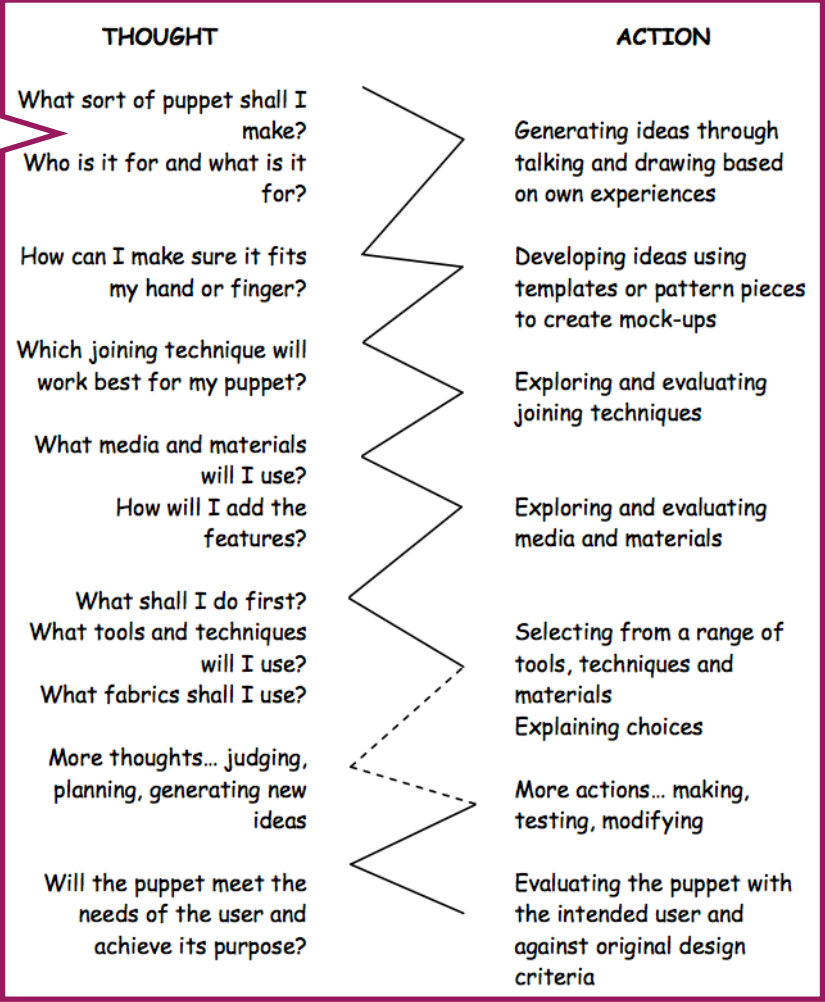 THOUGHT
ACTION
What sort of puppet shall I
make?
Who is it for and what is it
for?
Generating ideas through
talking and drawing based
on own experiences
How can I make sure it fits
my hand or finger?
Developing ideas using
templates or pattern pieces
to create mock-ups
Which joining technique will
work best for my puppet?
Exploring and evaluating
joining techniques
What media and materials
will I use?
How will I add the
features?
Exploring and evaluating
media and materials
What shall I do first?
What tools and techniques
will I use?
What fabrics shall I use?
Selecting from a range of
tools, techniques and
materials
Explaining choices
More thoughts... judging,
planning, generating new
ideas
More actions... making,
testing, modifying
Will the puppet meet the
needs of the user and
achieve its purpose?
Evaluating the puppet with
the intended user and
against original design
criteria